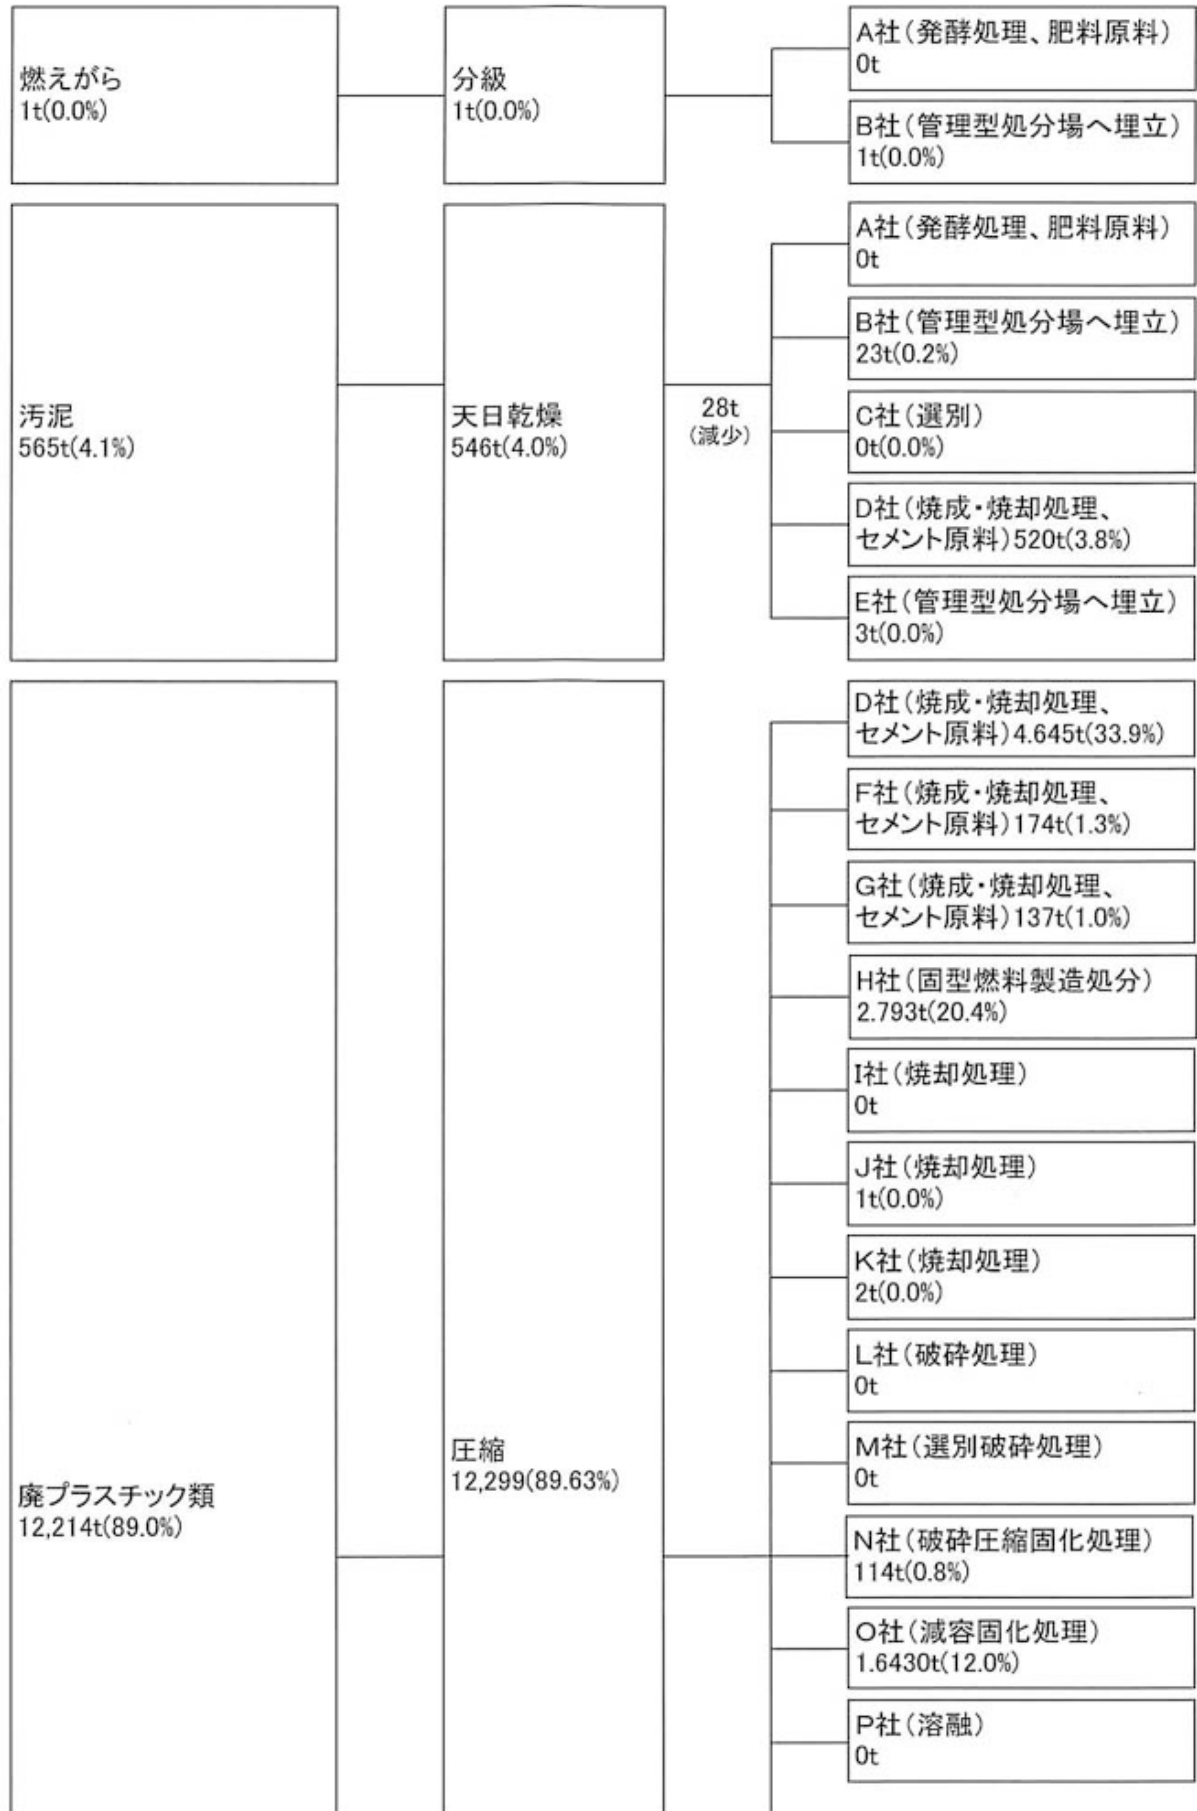 燃えがら
1t(0.0%)
分級
1t(0.0%)
A社(発酵処理、肥料原料)
0t
B社(管理型処分場へ埋立)
1t(0.0%)
汚泥
565t(4.1%)
天日乾燥
546t(4.0%)
28t
(減少)
A社(発酵処理、肥料原料)
0t
B社(管理型処分場へ埋立)
23t(0.2%)
C社(選別)
0t(0.0%)
D社(焼成・焼却処理、
セメント原料)520t(3.8%)
E社(管理型処分場へ埋立)
3t(0.0%)
廃プラスチック類
12,214t(89.0%)
圧縮
12,299(89.63%)
D社(焼成・焼却処理、
セメント原料)4.645t(33.9%)
F社(焼成・焼却処理、
セメント原料)174t(1.3%)
G社(焼成・焼却処理、
セメント原料)137t(1.0%)
H社(固型燃料製造処分)
2.793t(20.4%)
I社(焼却処理)
0t
J社(焼却処理)
1t(0.0%)
K社(焼却処理)
2t(0.0%)
L社(破砕処理)
0t
M社(選別破砕処理)
0t
N社(破砕圧縮固化処理)
114t(0.8%)
O社(減容固化処理)
1.6430t(12.0%)
P社(溶融)
0t